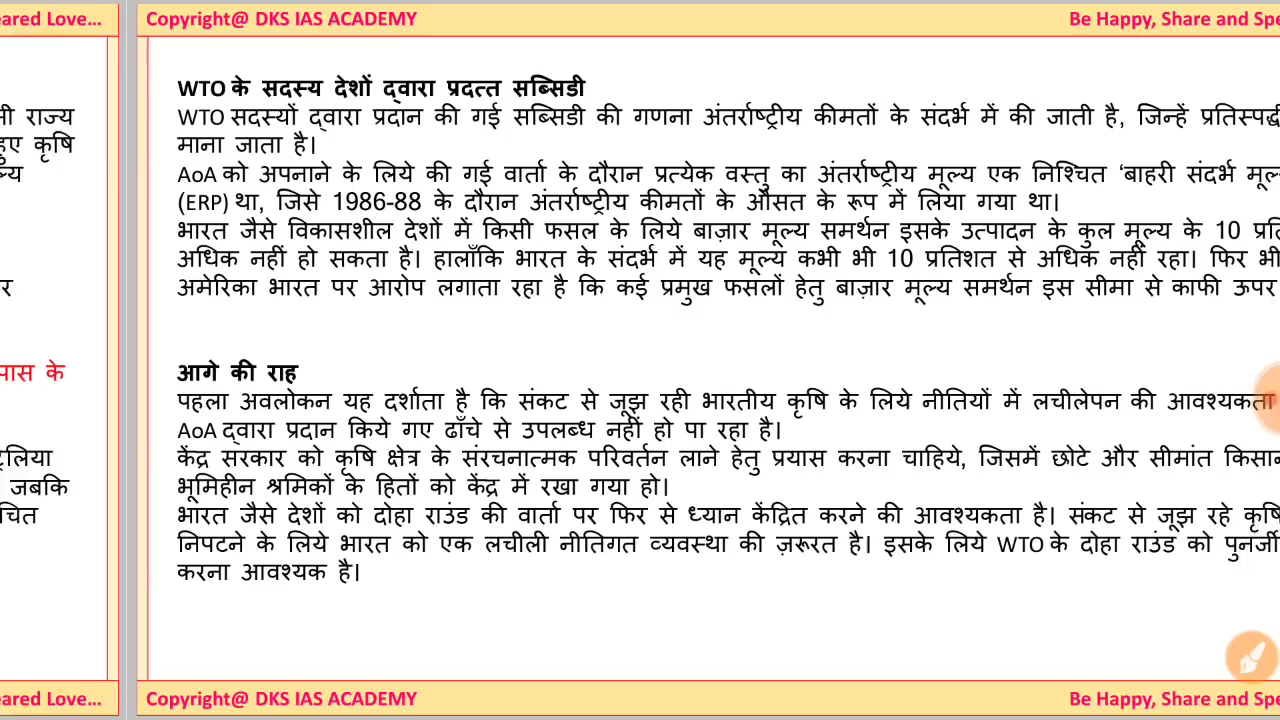 eared Love...
Copyright@ DKS IAS ACADEMY
Be Happy, Share and
राज्य
हुए कृषि
पास के
जबकि
WTO के सदस्य देशों द्वारा प्रदत्त सब्सिडी
WTO सदस्यों द्वारा प्रदान की गई सब्सिडी की गणना अंतर्राष्ट्रीय कीमतों के संदर्भ में की जाती है, जिन्हें
माना जाता है।
AoA को अपनाने के लिये की गई वार्ता के दौरान प्रत्येक वस्तु का अंतर्राष्ट्रीय मूल्य एक निश्चित ‘बाहरी संदर्भ
(ERP) था, जिसे 1986-88 के दौरान अंतर्राष्ट्रीय कीमतों के औसत के रूप में लिया गया था।
भारत जैसे विकासशील देशों में किसी फसल के लिये बाज़ार मूल्य समर्थन इसके उत्पादन के कुल मूल्य के 10
अधिक नहीं हो सकता है। हालाँकि भारत के संदर्भ में यह मूल्य कभी भी 10 प्रतिशत से अधिक नहीं रहा। फिर भी
अमेरिका भारत पर आरोप लगाता रहा है कि कई प्रमुख फसलों हेतु बाज़ार मूल्य समर्थन इस सीमा से काफी ऊपर
आगे की राह
पहला अवलोकन यह दर्शाता है कि संकट से जूझ रही भारतीय कृषि के लिये नीतियों में लचीलेपन की आवश्यकता
AoA द्वारा प्रदान किये गए ढाँचे से उपलब्ध नहीं हो पा रहा है।
केंद्र सरकार को कृषि क्षेत्र के संरचनात्मक परिवर्तन लाने हेतु प्रयास करना चाहिये, जिसमें छोटे और सीमांत किसान
भूमिहीन श्रमिकों के हितों को केंद्र में रखा गया हो।
भारत जैसे देशों को दोहा राउंड की वार्ता पर फिर से ध्यान केंद्रित करने की आवश्यकता है। संकट से जूझ रहे कृषि
निपटने के लिये भारत को एक लचीली नीतिगत व्यवस्था की ज़रूरत है। इसके लिये WTO के दोहा राउंड को
करना आवश्यक है।
eared Love...
Copyright@ DKS IAS ACADEMY
Be Happy, Share and